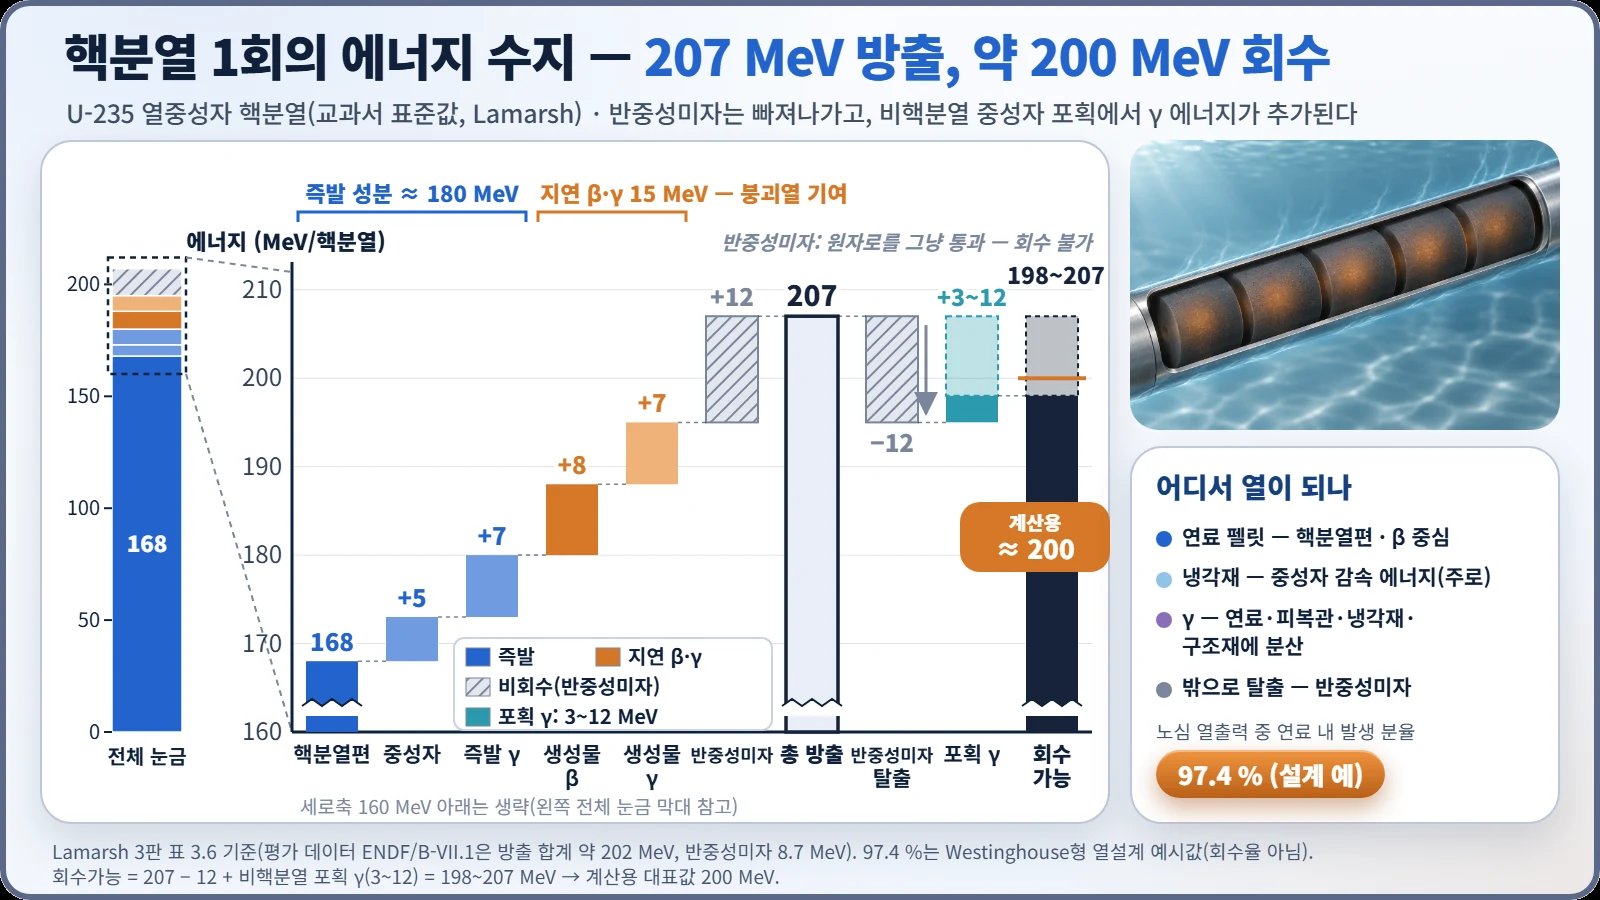 핵분열 1회의 에너지 수지 — 207 MeV 방출, 약 200 MeV 회수
U-235 열중성자 핵분열(교과서 표준값, Lamarsh) · 반중성미자는 빠져나가고, 비핵분열 중성자 포획에서 γ 에너지가 추가된다
즉발 성분 ≈ 180 MeV
지연 β·γ 15 MeV — 붕괴열 기여
에너지 (MeV/핵분열)
반중성미자: 원자로를 그냥 통과 — 회수 불가
200
150
100
50
0
168
전체 눈금
210
200
190
180
170
160
168
+5
+7
+8
+7
+12
207
−12
+3~12
198~207
계산용
≈ 200
즉발
지연 β·γ
비회수(반중성미자)
포획 γ: 3~12 MeV
핵분열편
중성자
즉발 γ
생성물
β
생성물
γ
반중성미자
총 방출
반중성미자
탈출
포획 γ
회수
가능
세로축 160 MeV 아래는 생략(왼쪽 전체 눈금 막대 참고)
어디서 열이 되나
연료 펠릿 — 핵분열편 · β 중심
냉각재 — 중성자 감속 에너지(주로)
γ — 연료·피복관·냉각재·
구조재에 분산
밖으로 탈출 — 반중성미자
노심 열출력 중 연료 내 발생 분율
97.4 % (설계 예)
Lamarsh 3판 표 3.6 기준(평가 데이터 ENDF/B-VII.1은 방출 합계 약 202 MeV, 반중성미자 8.7 MeV). 97.4 %는 Westinghouse형 열설계 예시값(회수율 아님).
회수가능 = 207 − 12 + 비핵분열 포획 γ(3~12) = 198~207 MeV → 계산용 대표값 200 MeV.